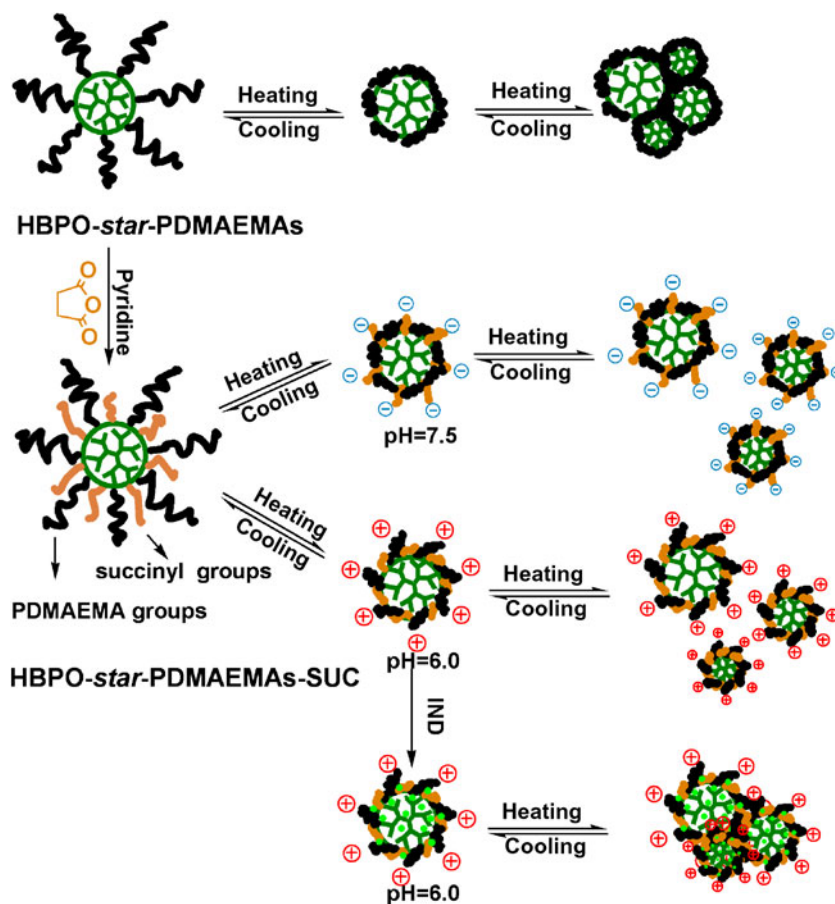 Heating
Cooling
Heating
Cooling
HBPO-star-PDMAEMAs
O
O
O
Pyridine
Heating
Cooling
pH=7.5
Heating
Cooling
Heating
Cooling
succinyl groups
PDMAEMA groups
HBPO-star-PDMAEMAs-SUC
pH=6.0
Heating
Cooling
IND
pH=6.0
Heating
Cooling